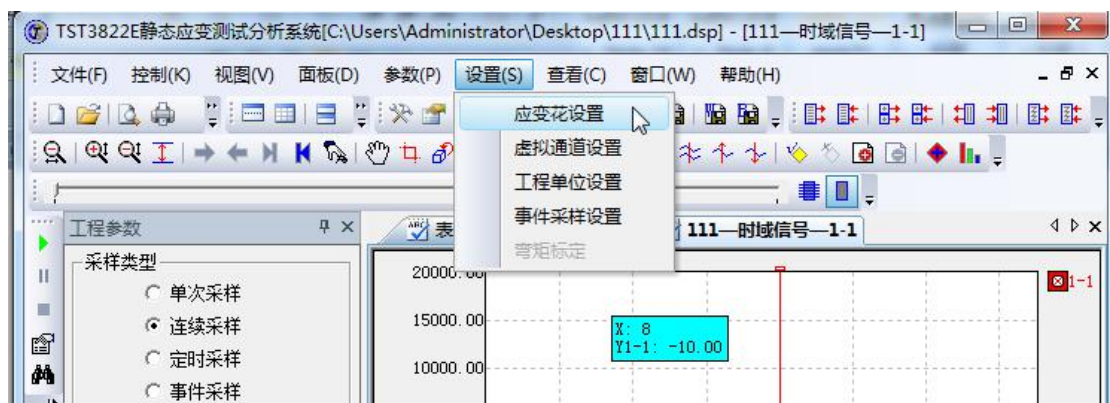 TST3822E静态应变测试分析系统[C:\Users\Administrator\Desktop\111\111.dsp] - [111—时域信号—1-1]
文件(F) 控制(K) 视图(V) 面板(D) 参数(P) 设置(S) 查看(C) 窗口(W) 帮助(H)
应变花设置
虚拟通道设置
工程单位设置
事件采样设置
弯矩标定
工程参数
表
111—时域信号—1-1
采样类型
单次采样
连续采样
定时采样
事件采样
20000.00
15000.00
10000.00
X: 8
Y1-1: -10.00
1-1